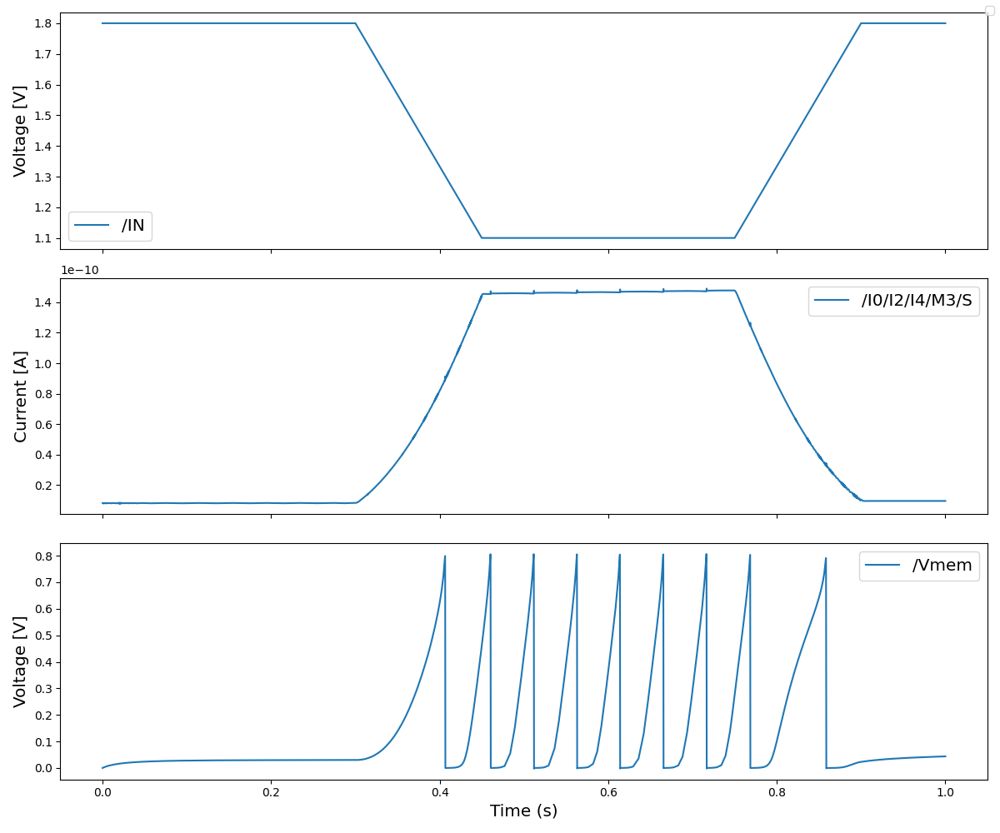 Voltage [V]
1.8
1.7
1.6
1.5
1.4
1.3
1.2
1.1
/IN
1e−10
Current [A]
1.4
1.2
1.0
0.8
0.6
0.4
0.2
/I0/I2/I4/M3/S
Voltage [V]
0.8
0.7
0.6
0.5
0.4
0.3
0.2
0.1
0.0
/Vmem
0.0 0.2 0.4 0.6 0.8 1.0
Time (s)